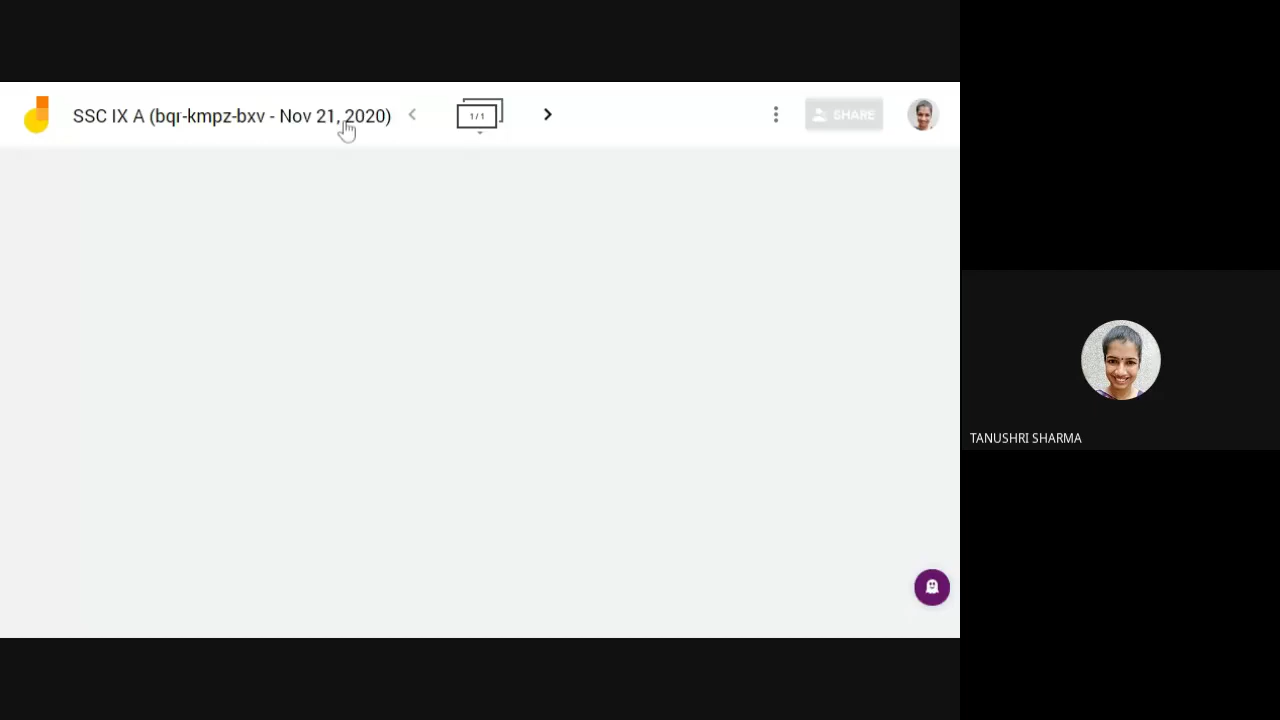 SSC IX A (bqr-kmpz-bxv - Nov 21, 2020)
1/1
SHARE
TANUSHRI SHARMA